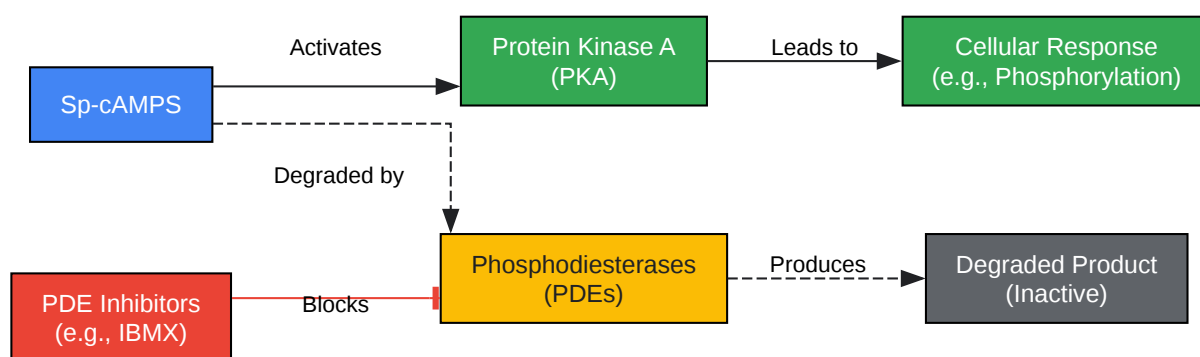 Activates
Protein Kinase A
(PKA)
Leads to
Cellular Response
(e.g., Phosphorylation)
Sp-cAMPS
Degraded by
Phosphodiesterases
(PDEs)
Produces
Degraded Product
(Inactive)
PDE Inhibitors
(e.g., IBMX)
Blocks